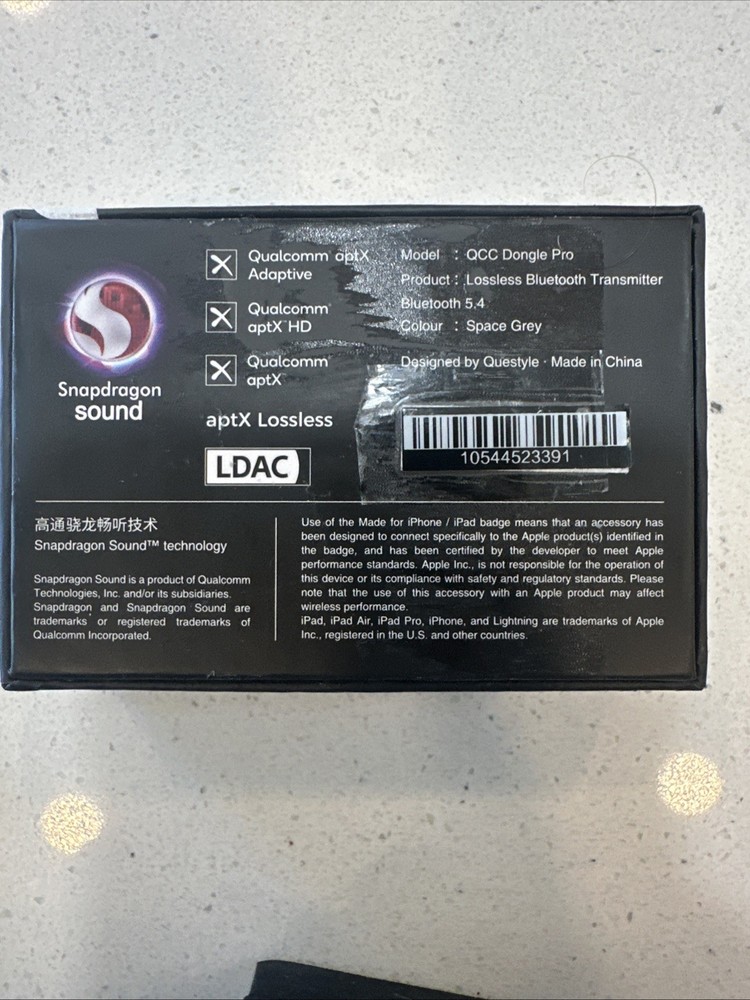 Snapdragon
sound
Qualcomm aptX
Adaptive
Qualcomm
aptX HD
Qualcomm
aptX
aptX Lossless
LDAC
Model : QCC Dongle Pro
Product : Lossless Bluetooth Transmitter
Bluetooth 5.4
Colour : Space Grey
Designed by Questyle · Made in China
10544523391
高通骁龙畅听技术
Snapdragon Sound™ technology
Snapdragon Sound is a product of Qualcomm
Technologies, Inc. and/or its subsidiaries.
Snapdragon and Snapdragon Sound are
trademarks or registered trademarks of
Qualcomm Incorporated.
Use of the Made for iPhone / iPad badge means that an accessory has
been designed to connect specifically to the Apple product(s) identified in
the badge, and has been certified by the developer to meet Apple
performance standards. Apple Inc., is not responsible for the operation of
this device or its compliance with safety and regulatory standards. Please
note that the use of this accessory with an Apple product may affect
wireless performance.
iPad, iPad Air, iPad Pro, iPhone, and Lightning are trademarks of Apple
Inc., registered in the U.S. and other countries.